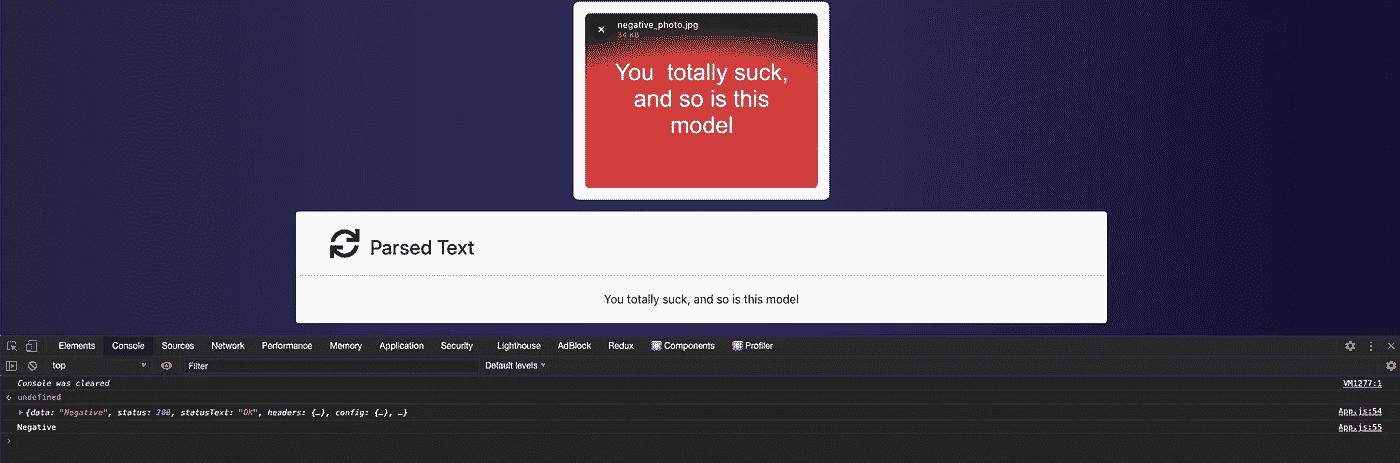 negative_photo.jpg
34 KB
You totally suck,
and so is this
model
Parsed Text
You totally suck, and so is this model
Elements Console Sources Network Performance Memory Application Security Lighthouse AdBlock Redux Components Profiler
top Filter Default levels
Console was cleared VM1277:1
undefined
{data: "Negative", status: 200, statusText: "OK", headers: {…}, config: {…}, …} App.js:54
Negative App.js:55